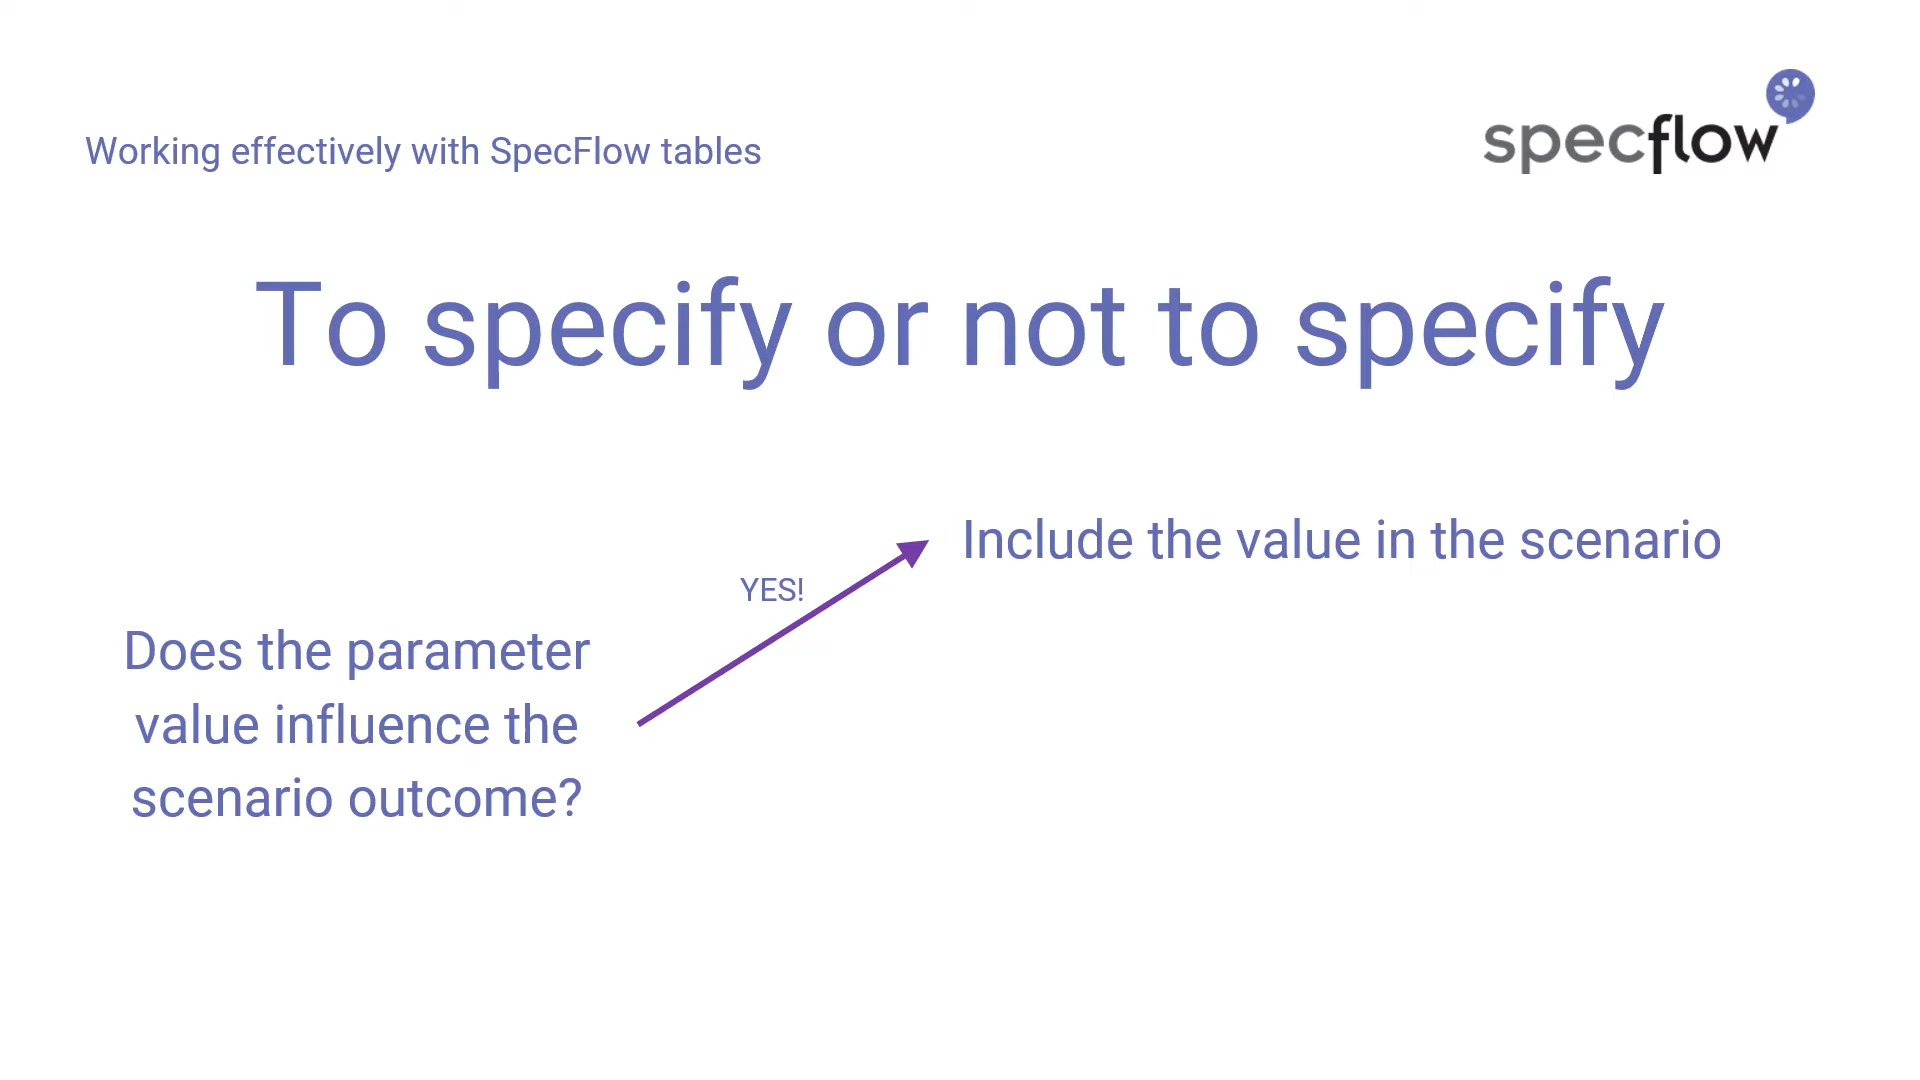 Working effectively with SpecFlow tables
specflow
To specify or not to specify
Include the value in the scenario
YES!
Does the parameter
value influence the
scenario outcome?